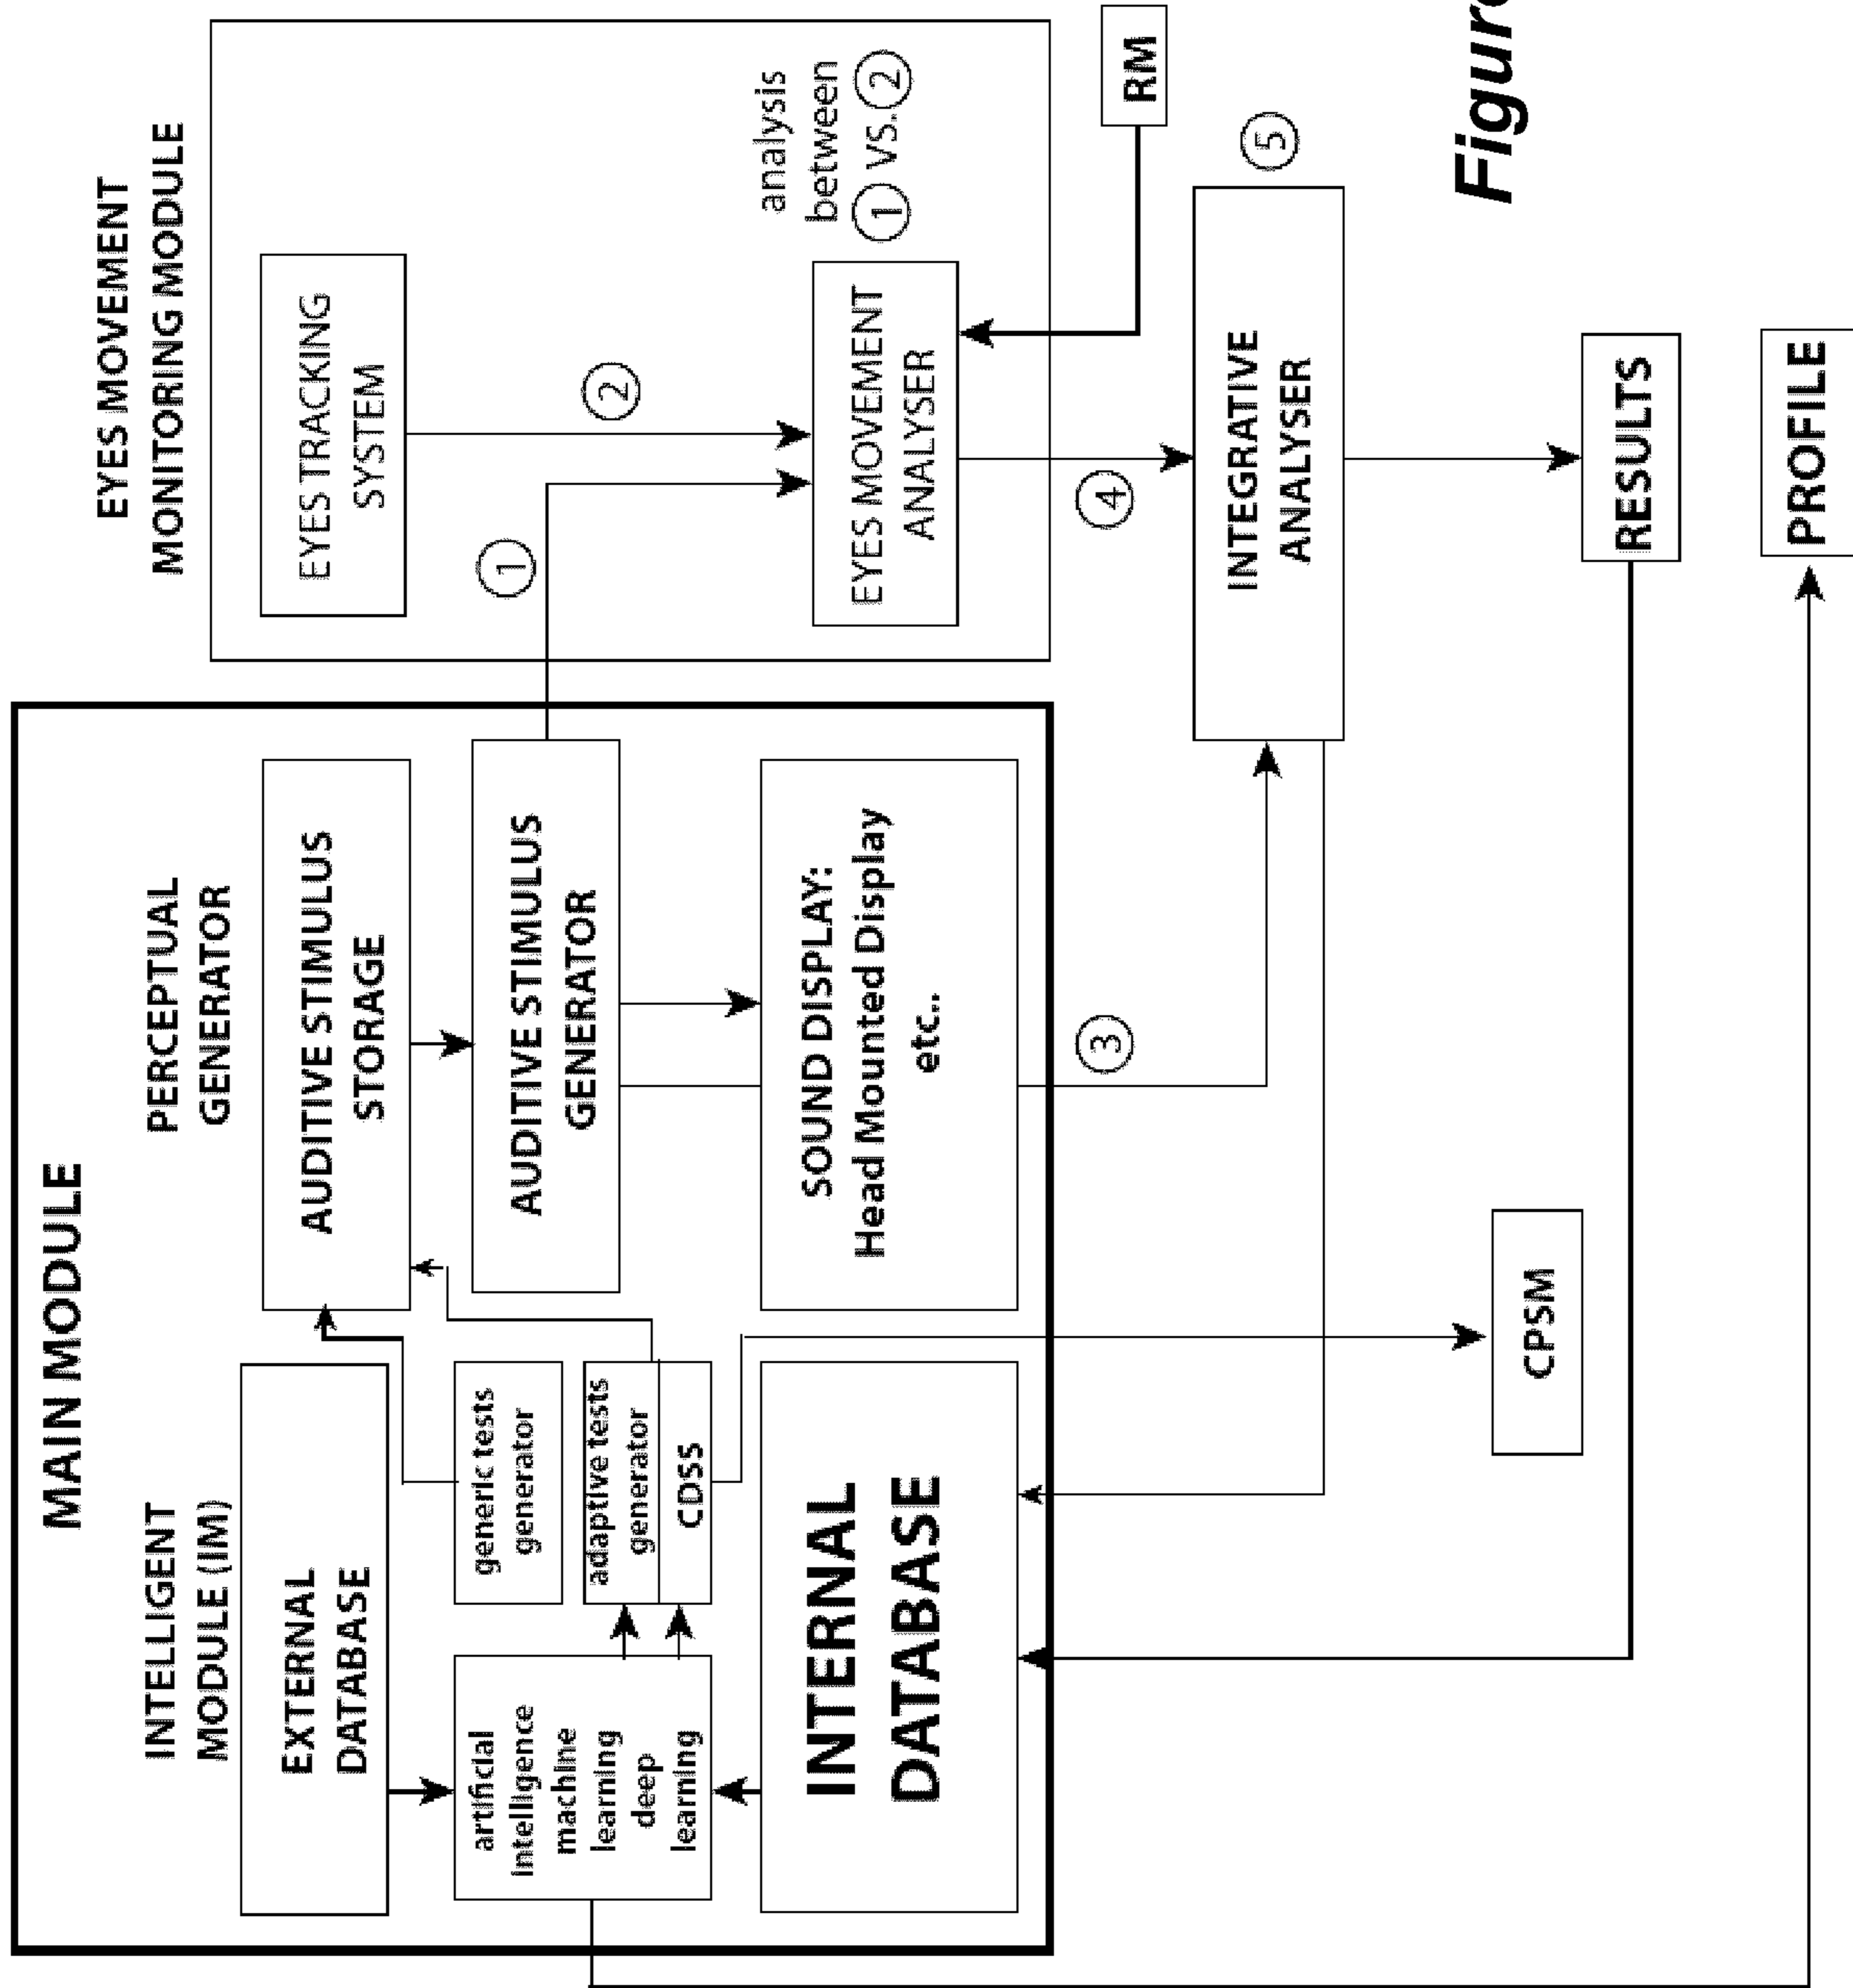 MAIN MODULE
INTELLIGENT
MODULE (IM)
EXTERNAL
DATABASE
artificial
intelligence
machine
learning
deep
learning
generic tests
generator
adaptive tests
generator
CDSS
INTERNAL
DATABASE
PERCEPTUAL
GENERATOR
AUDITIVE STIMULUS
STORAGE
AUDITIVE STIMULUS
GENERATOR
SOUND DISPLAY:
Head Mounted Display
etc..
EYES MOVEMENT
MONITORING MODULE
EYES TRACKING
SYSTEM
1
2
EYES MOVEMENT
ANALYSER
analysis
between
1 vs. 2
RM
3
4
INTEGRATIVE
ANALYSER
5
CPSM
RESULTS
PROFILE